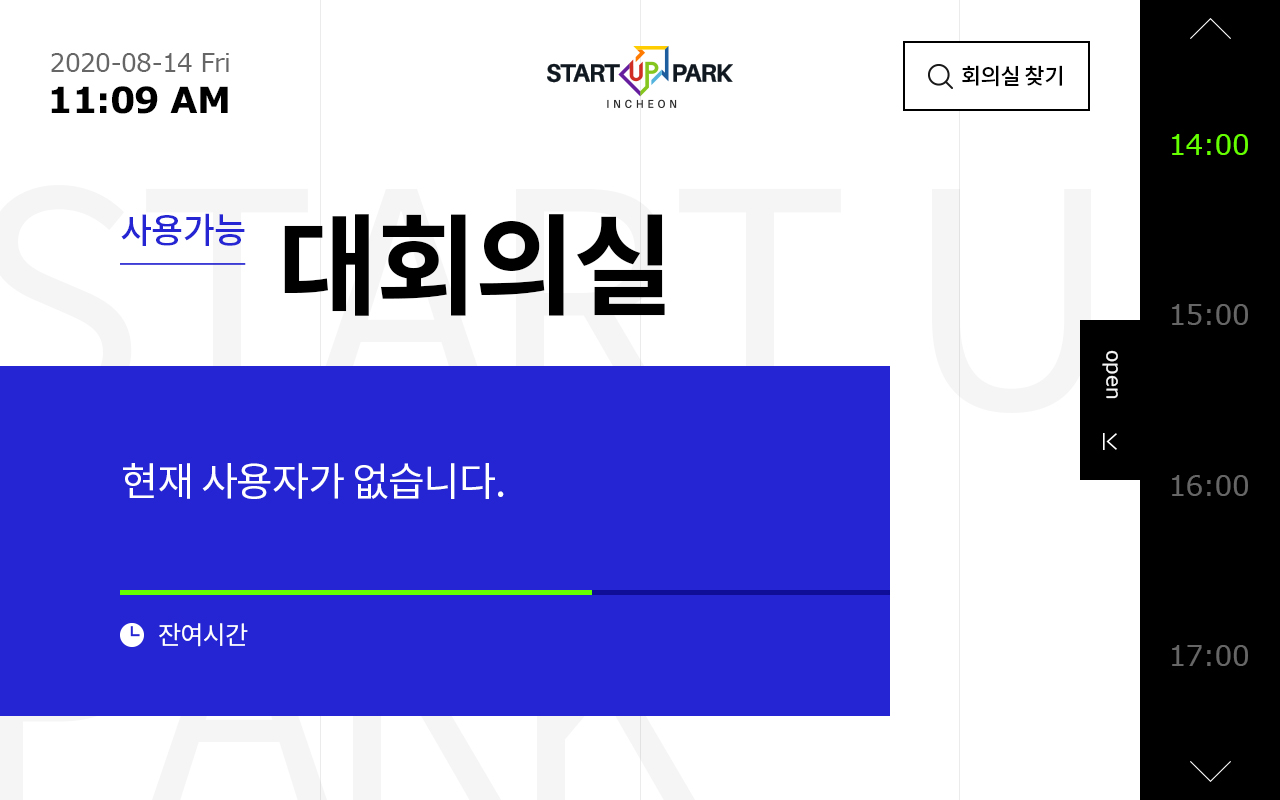 2020-08-14 Fri
11:09 AM
START UP PARK
INCHEON
회의실 찾기
START U
PARK
사용가능
대회의실
현재 사용자가 없습니다.
잔여시간
open
14:00
15:00
16:00
17:00